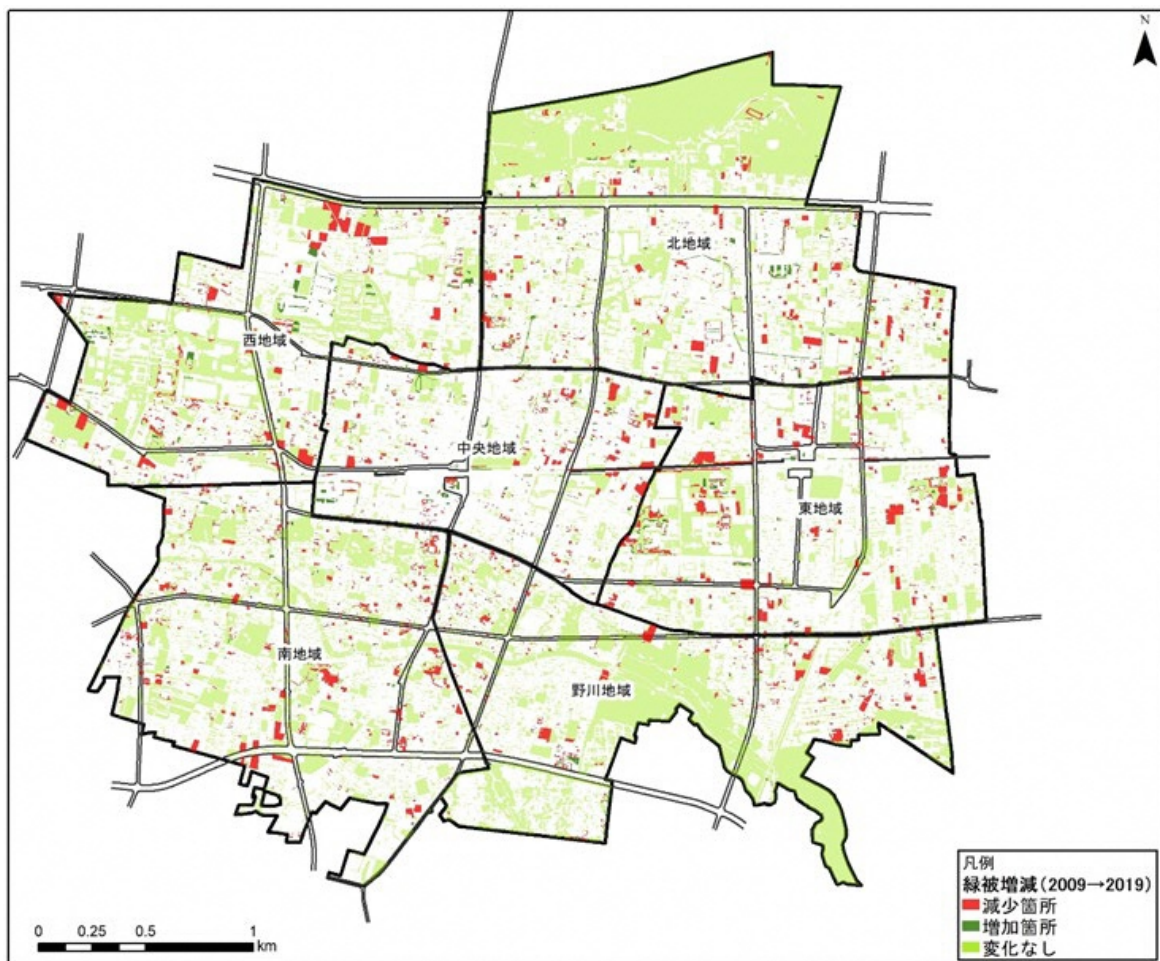 N
北地域
西地域
中央地域
東地域
南地域
野川地域
凡例
緑被増減(2009→2019)
減少箇所
増加箇所
変化なし
0 0.25 0.5 1
km